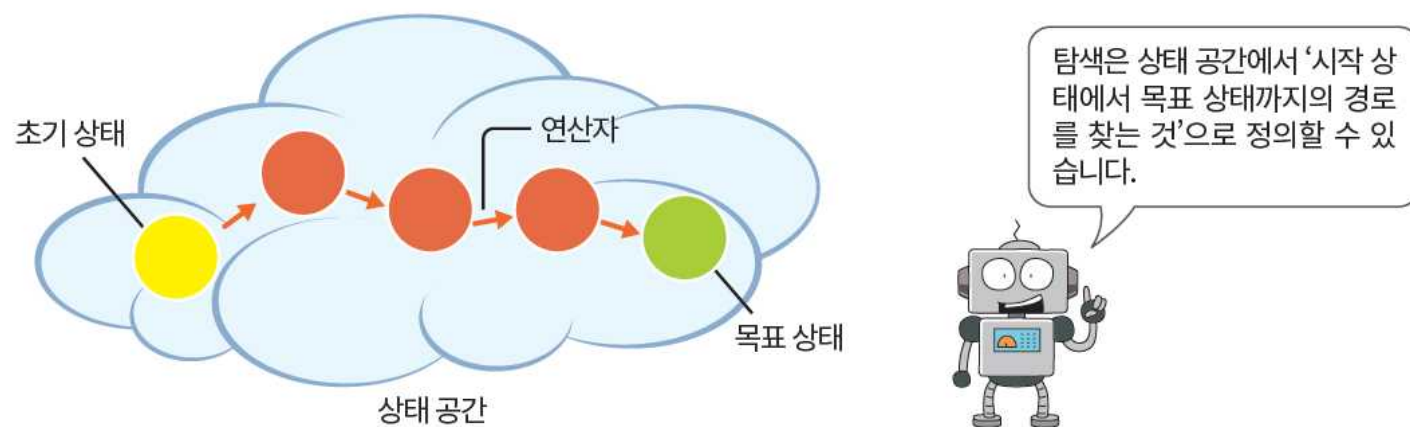 초기 상태
연산자
목표 상태
상태 공간
탐색은 상태 공간에서 ‘시작 상
태에서 목표 상태까지의 경로
를 찾는 것’으로 정의할 수 있
습니다.